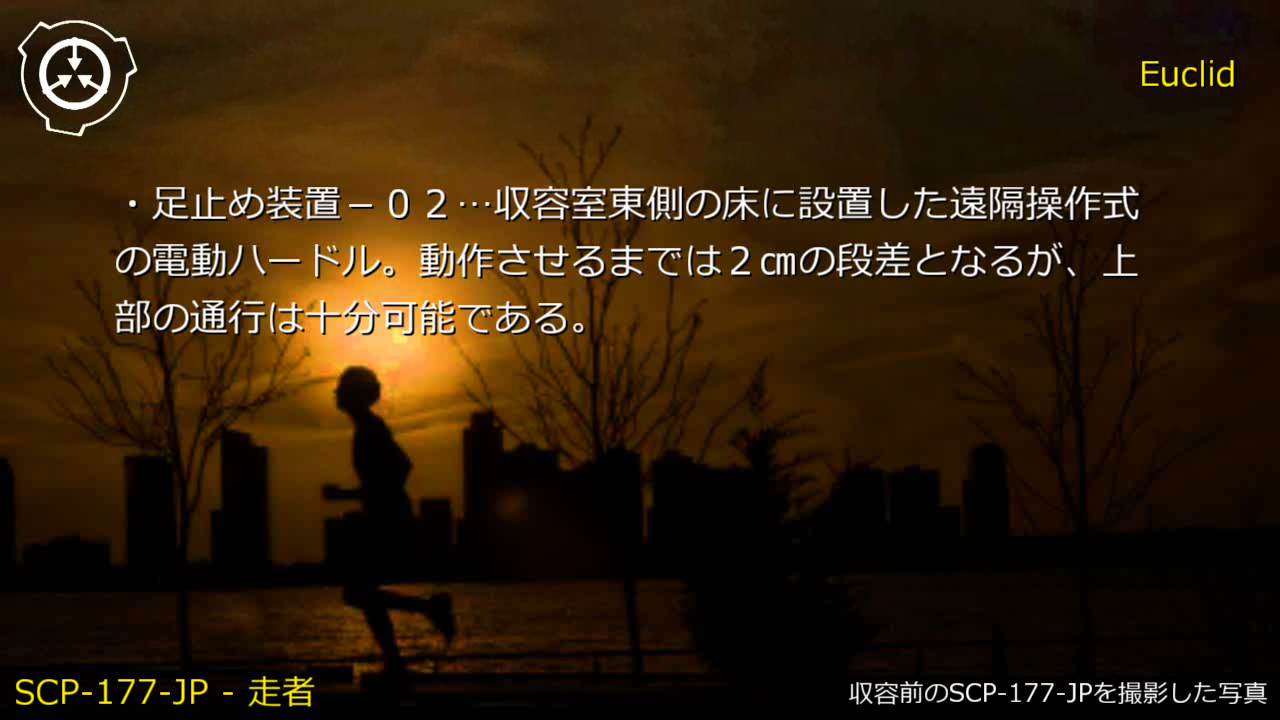 Euclid
・足止め装置－０２…収容室東側の床に設置した遠隔操作式
の電動ハードル。動作させるまでは２㎝の段差となるが、上
部の通行は十分可能である。
SCP-177-JP - 走者
収容前のSCP-177-JPを撮影した写真